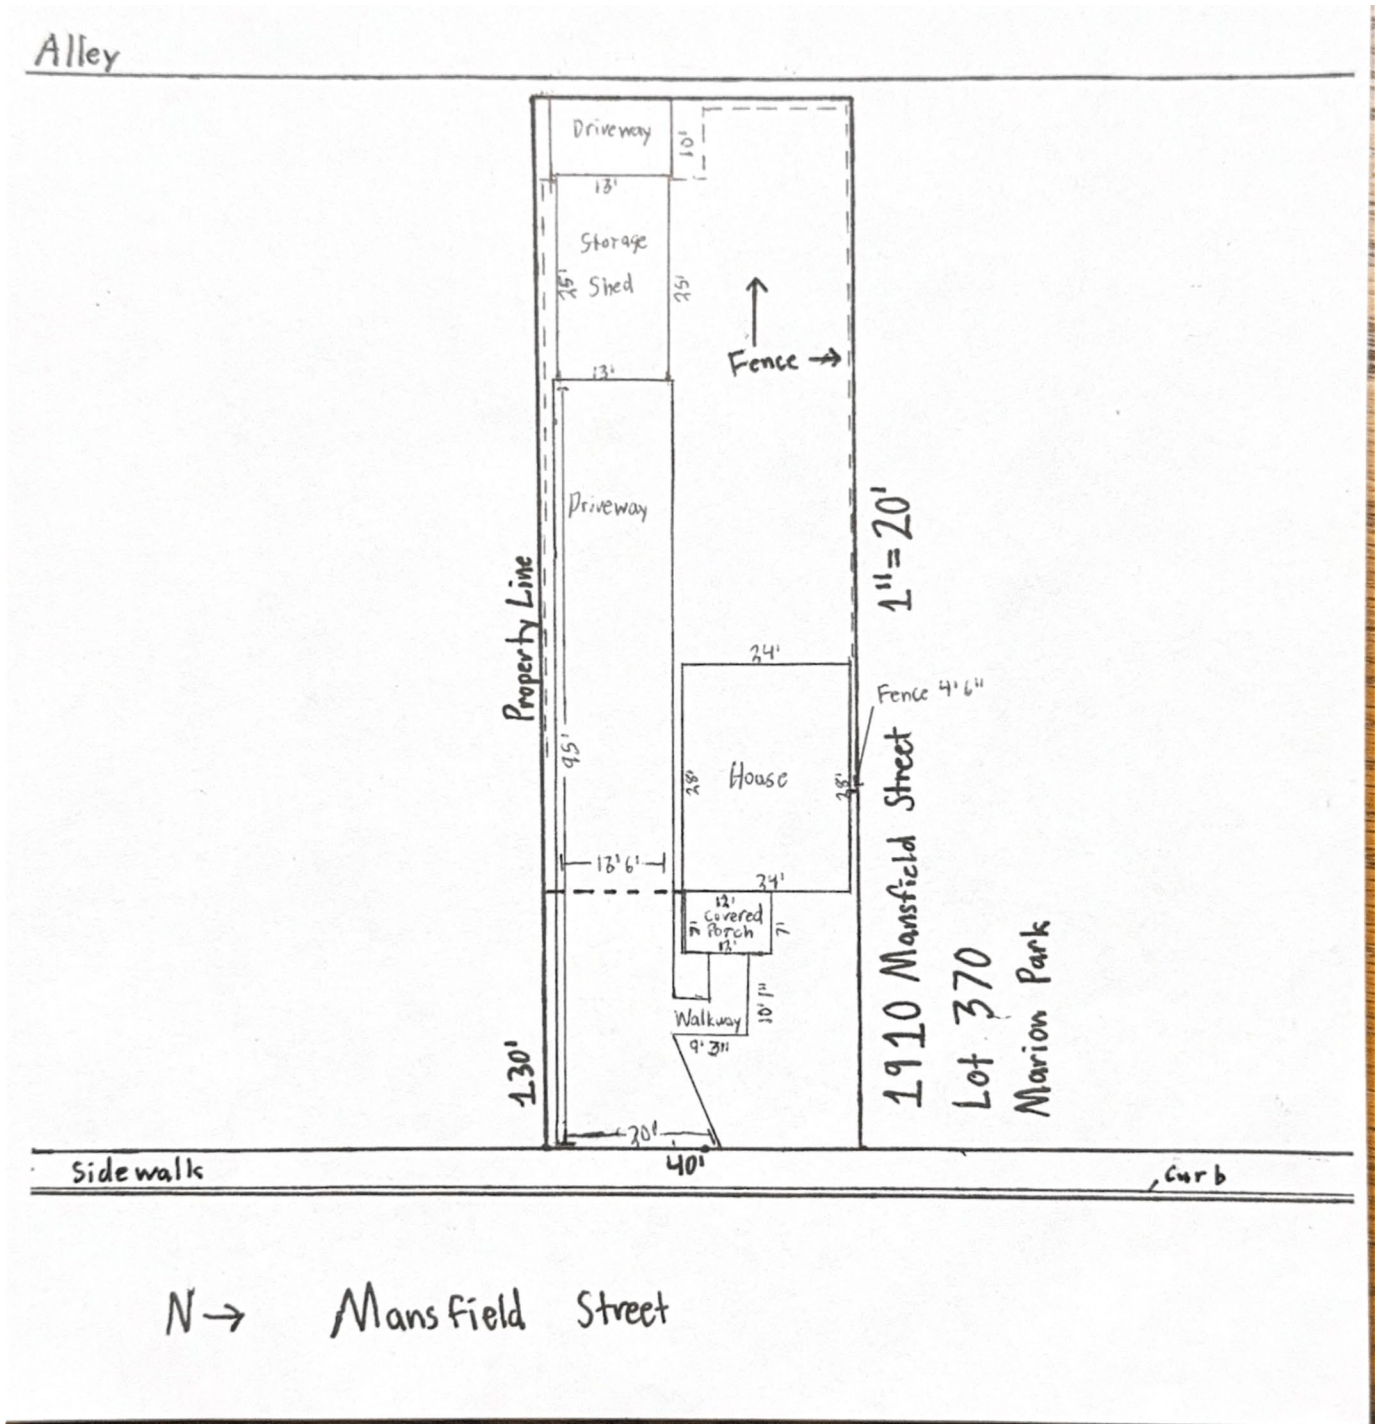 Alley
Driveway
10'
13'
Storage
Shed
25'
25'
13'
Fence →
Driveway
1"=20'
Property Line
24'
Fence 4'6"
95'
House
28'
28'
1910 Mansfield Street
13'6'
24'
12'
Covered
Porch
7'
7'
12'
Lot 370
Marion Park
Walkway
10'1"
9'3"
130'
20'
40'
Sidewalk
Curb
N→ Mansfield Street